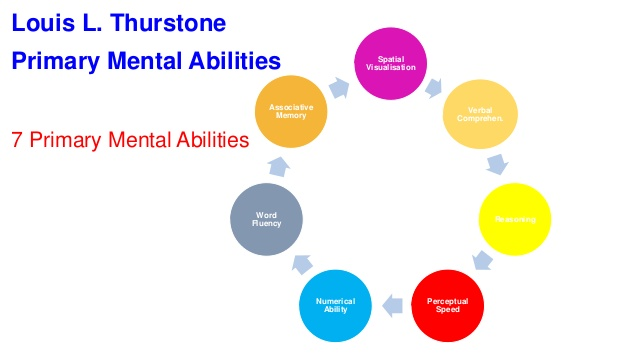 Louis L. Thurstone
Primary Mental Abilities
7 Primary Mental Abilities
Spatial
Visualisation
Verbal
Comprehen.
Reasoning
Perceptual
Speed
Numerical
Ability
Word
Fluency
Associative
Memory